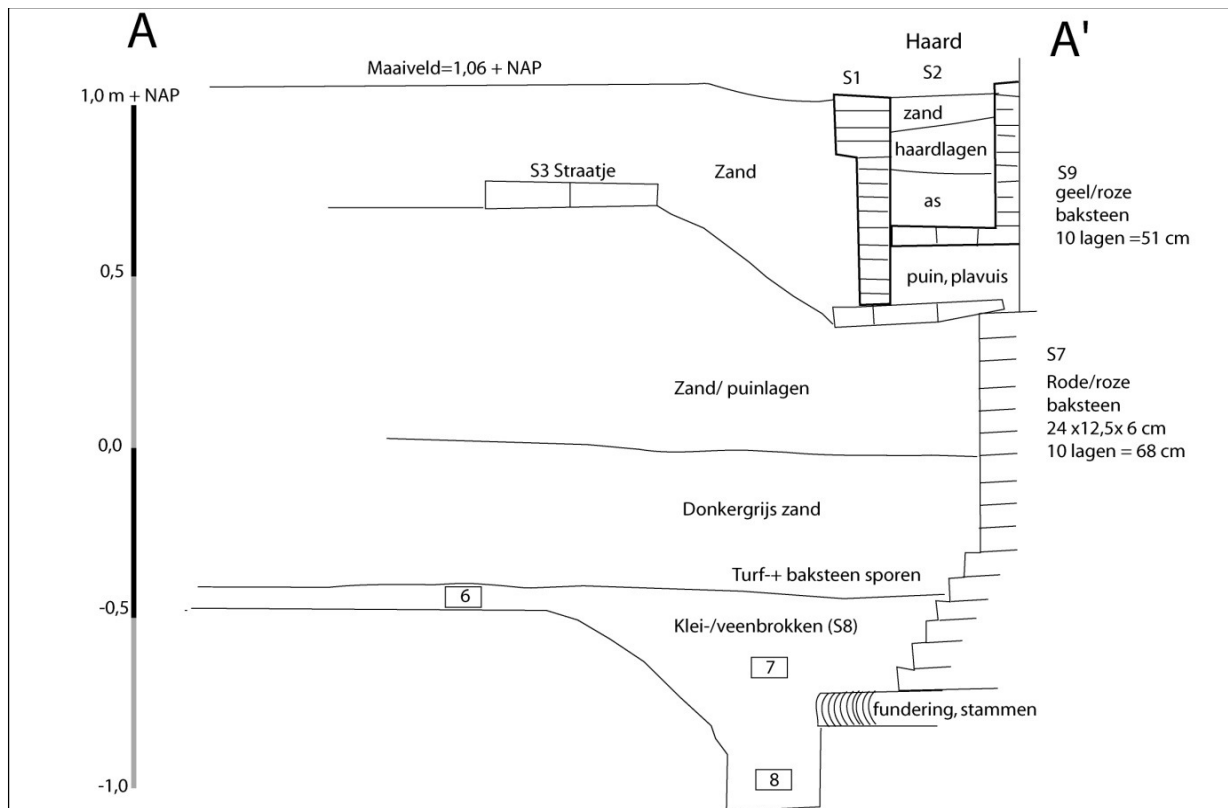 A
A'
Haard
Maaiveld=1,06 + NAP
S1
S2
1,0 m + NAP
zand
haardlagen
S3 Straatje
Zand
as
S9
geel/roze
baksteen
10 lagen =51 cm
0,5
puin, plavuis
S7
Rode/roze
baksteen
24 x12,5x 6 cm
10 lagen = 68 cm
Zand/ puinlagen
0,0
Donkergrijs zand
Turf-+ baksteen sporen
6
-0,5
Klei-/veenbrokken (S8)
7
fundering, stammen
8
-1,0